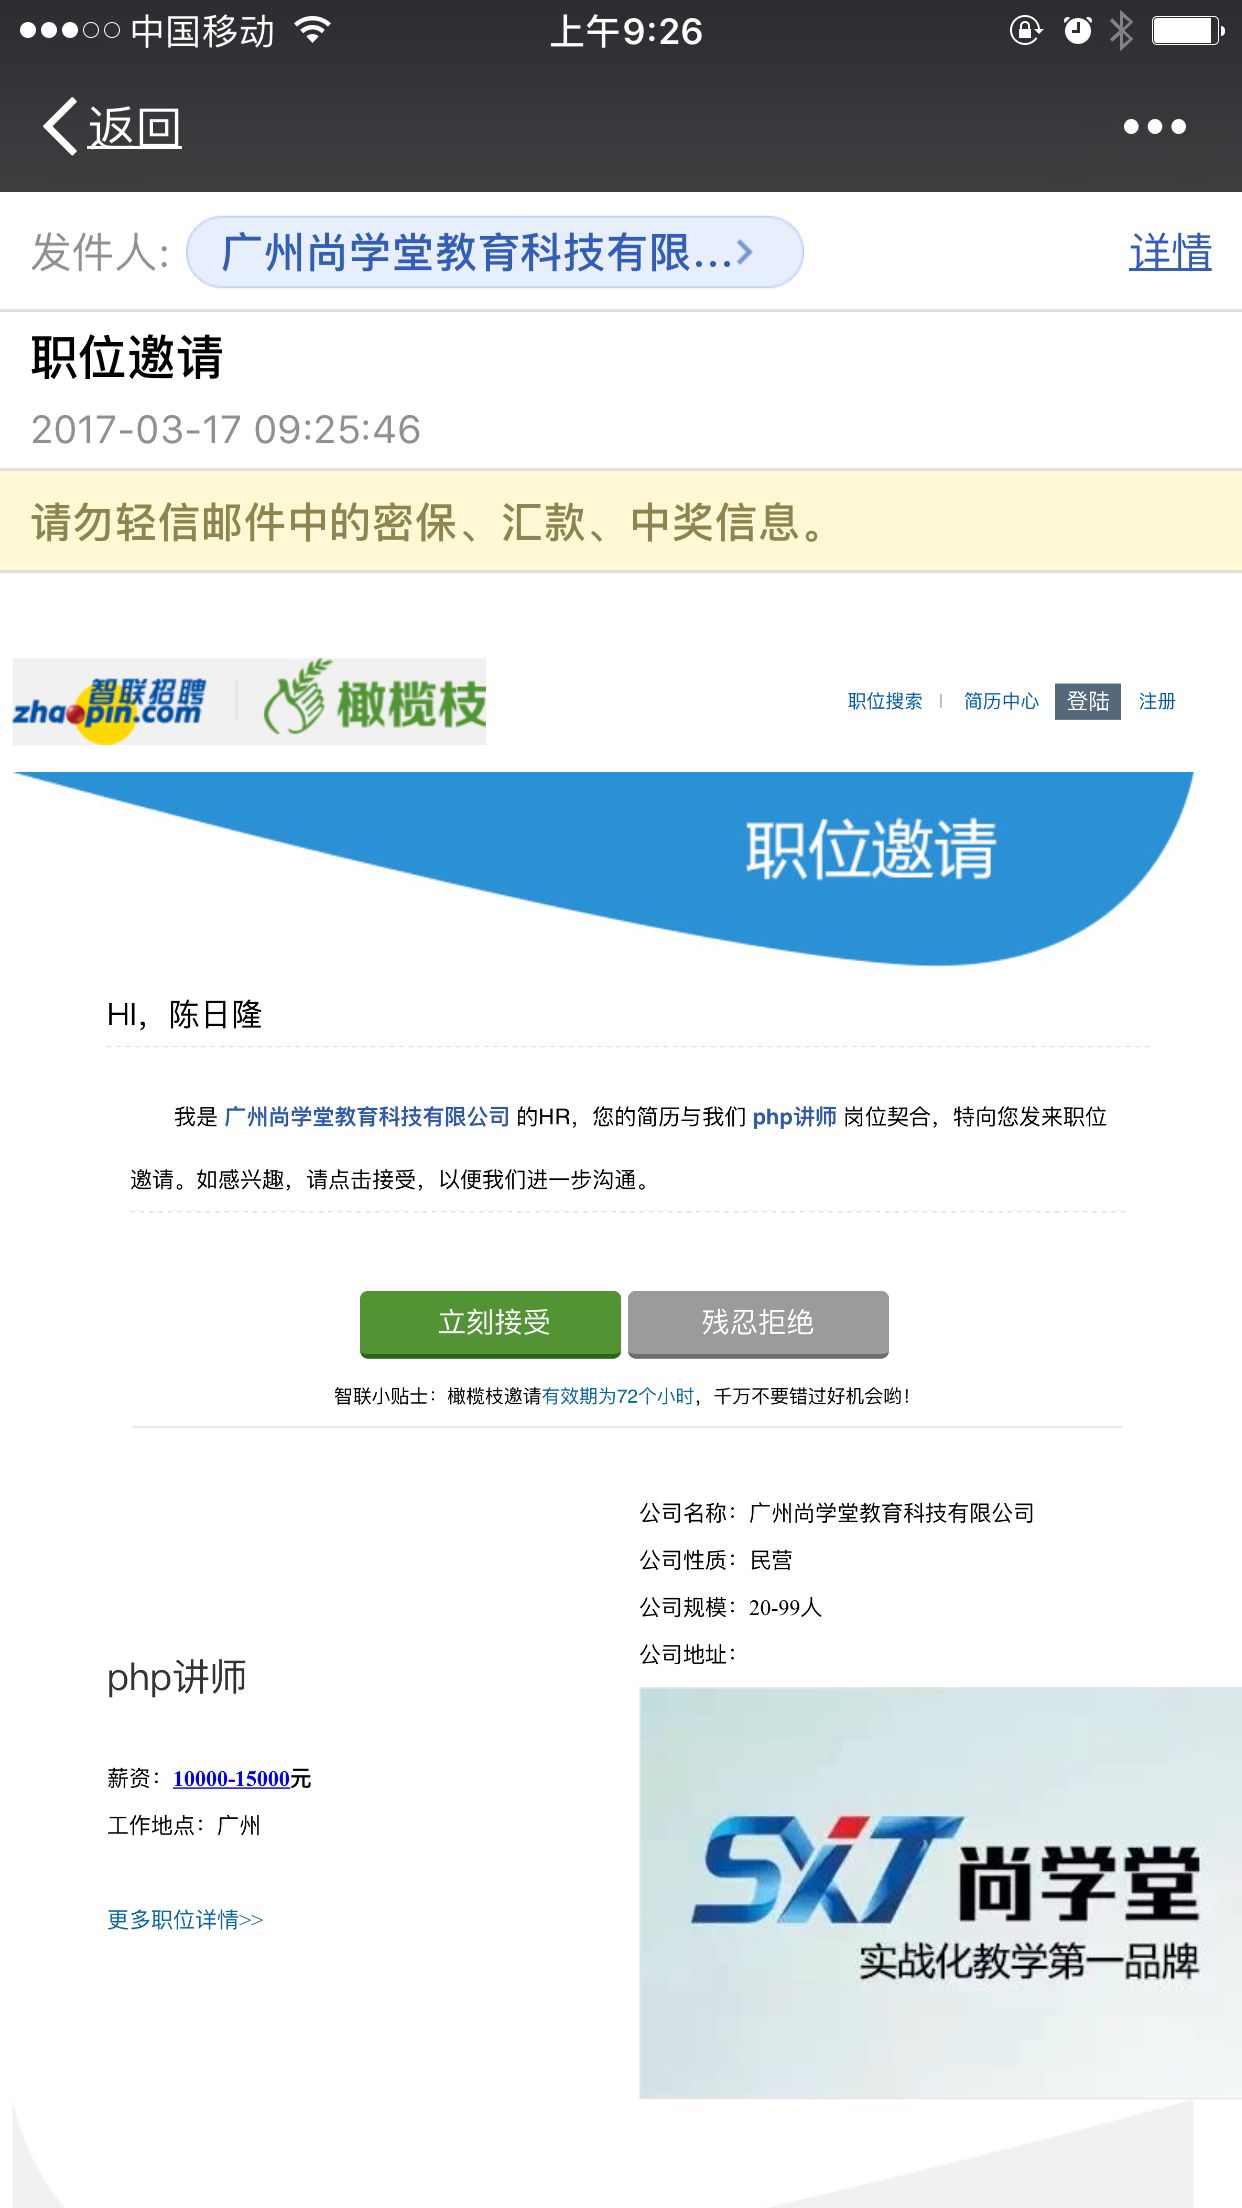 中国移动
上午9:26
返回
发件人: 广州尚学堂教育科技有限...
详情
职位邀请
2017-03-17 09:25:46
请勿轻信邮件中的密保、汇款、中奖信息。
智联招聘
zhaopin.com
橄榄枝
职位搜索 | 简历中心 登陆 注册
职位邀请
HI，陈日隆
我是 广州尚学堂教育科技有限公司 的HR，您的简历与我们 php讲师 岗位契合，特向您发来职位
邀请。如感兴趣，请点击接受，以便我们进一步沟通。
立刻接受 残忍拒绝
智联小贴士：橄榄枝邀请有效期为72个小时，千万不要错过好机会哟！
php讲师
薪资：10000-15000元
工作地点：广州
更多职位详情>>
公司名称：广州尚学堂教育科技有限公司
公司性质：民营
公司规模：20-99人
公司地址：
SXT 尚学堂
实战化教学第一品牌